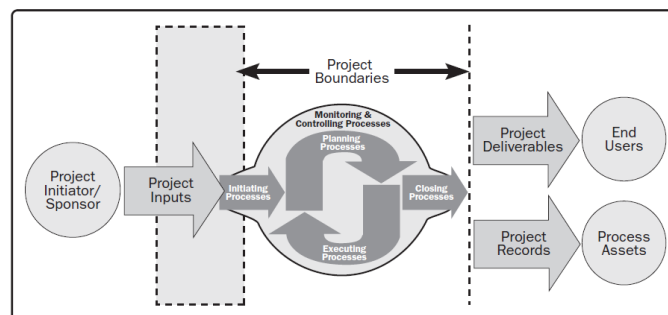 Project
Boundaries
Monitoring &
Controlling Processes
Planning
Processes
Project
Initiator/
Sponsor
Project
Inputs
Initiating
Processes
Closing
Processes
Executing
Processes
Project
Deliverables
End
Users
Project
Records
Process
Assets